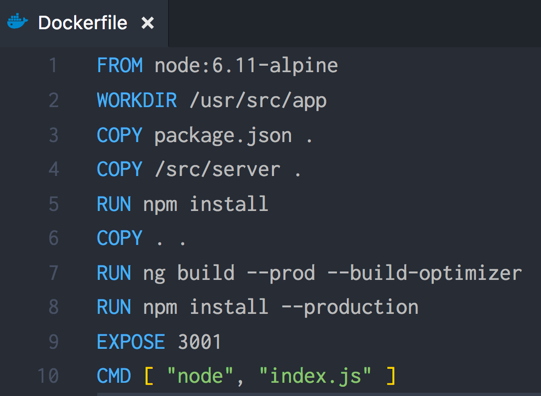 Dockerfile ×
1 FROM node:6.11-alpine
2 WORKDIR /usr/src/app
3 COPY package.json .
4 COPY /src/server .
5 RUN npm install
6 COPY . .
7 RUN ng build --prod --build-optimizer
8 RUN npm install --production
9 EXPOSE 3001
10 CMD [ "node", "index.js" ]